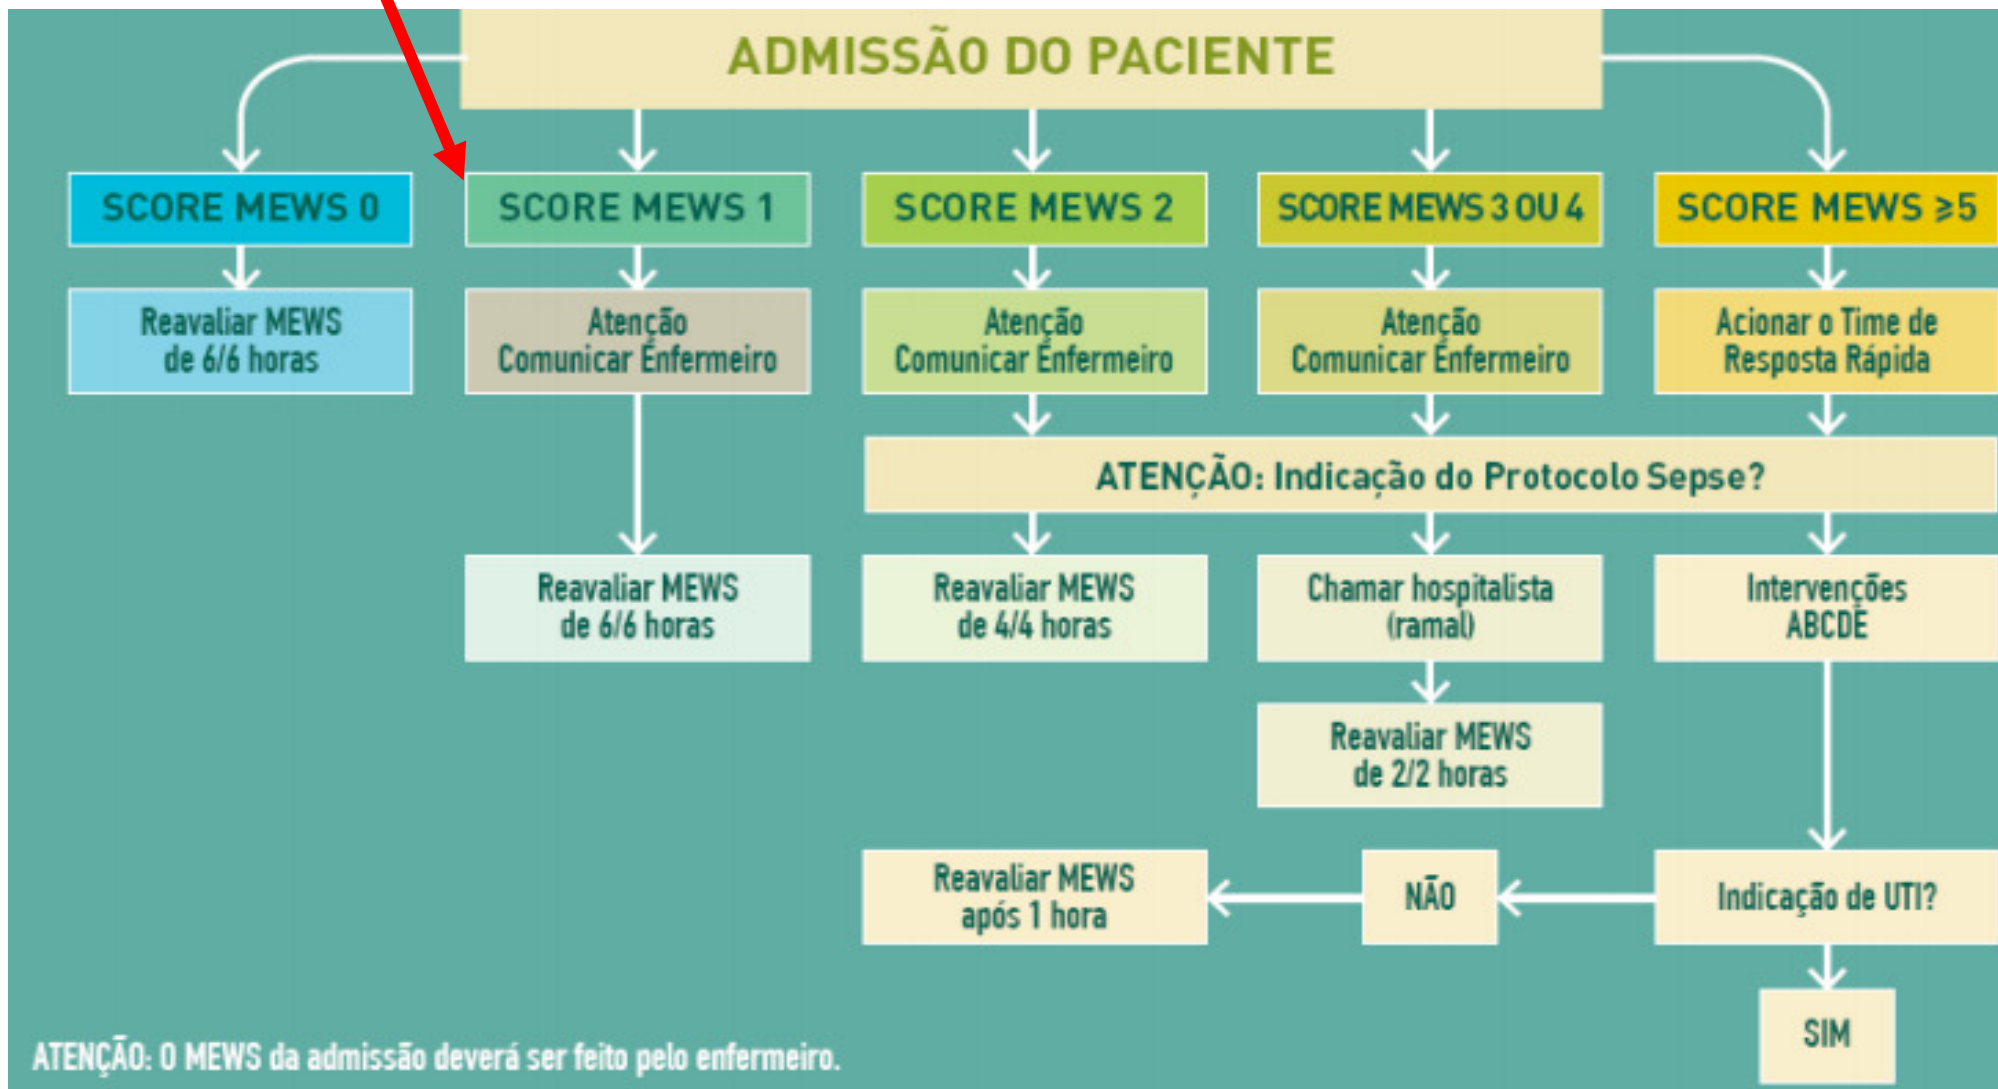 ADMISSÃO DO PACIENTE
SCORE MEWS 0
SCORE MEWS 1
SCORE MEWS 2
SCORE MEWS 3 OU 4
SCORE MEWS ⩾5
Reavaliar MEWS
de 6/6 horas
Atenção
Comunicar Énfermeiro
Atenção
Comunicar Énfermeiro
Atenção
Comunicar Énfermeiro
Acionar o Time de
Resposta Rápida
ATENÇÃO: Indicação do Protocolo Sepse?
Reavaliar MEWS
de 6/6 horas
Reavaliar MEWS
de 4/4 horas
Chamar hospitalista
(ramal)
Intervenções
ABCDE
Reavaliar MEWS
de 2/2 horas
Reavaliar MEWS
após 1 hora
NÃO
Indicação de UTI?
SIM
ATENÇÃO: O MEWS da admissão deverá ser feito pelo enfermeiro.